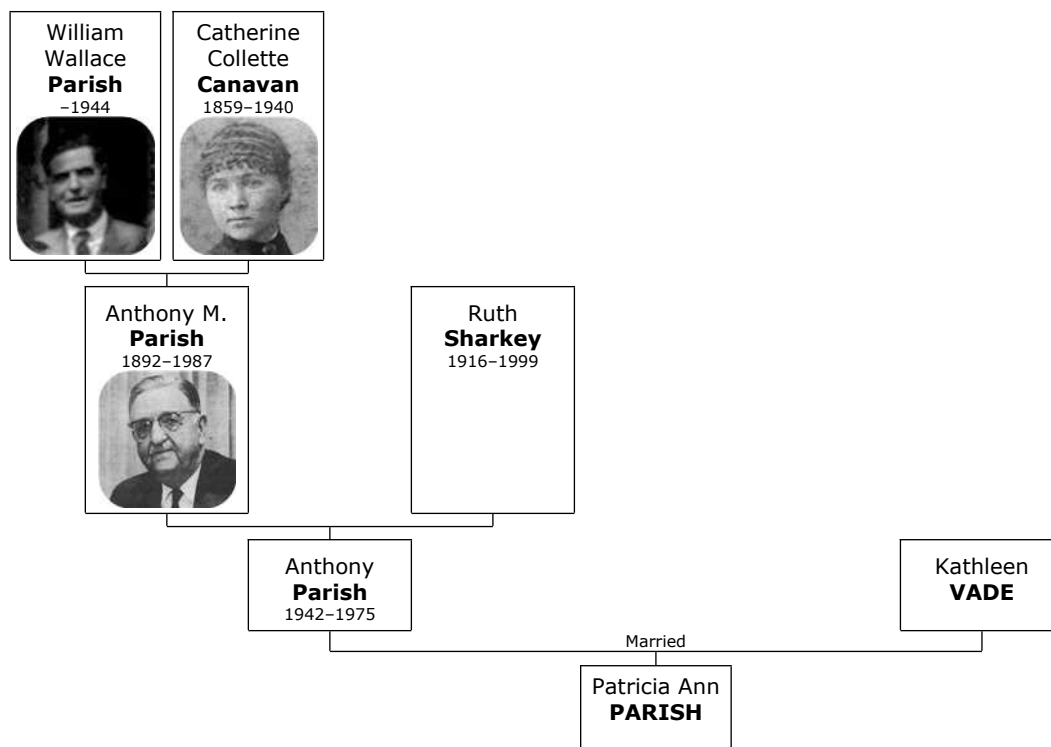 William
Wallace
Parish
–1944
Catherine
Collette
Canavan
1859–1940
Anthony M.
Parish
1892–1987
Ruth
Sharkey
1916–1999
Anthony
Parish
1942–1975
Kathleen
VADE
Married
Patricia Ann
PARISH